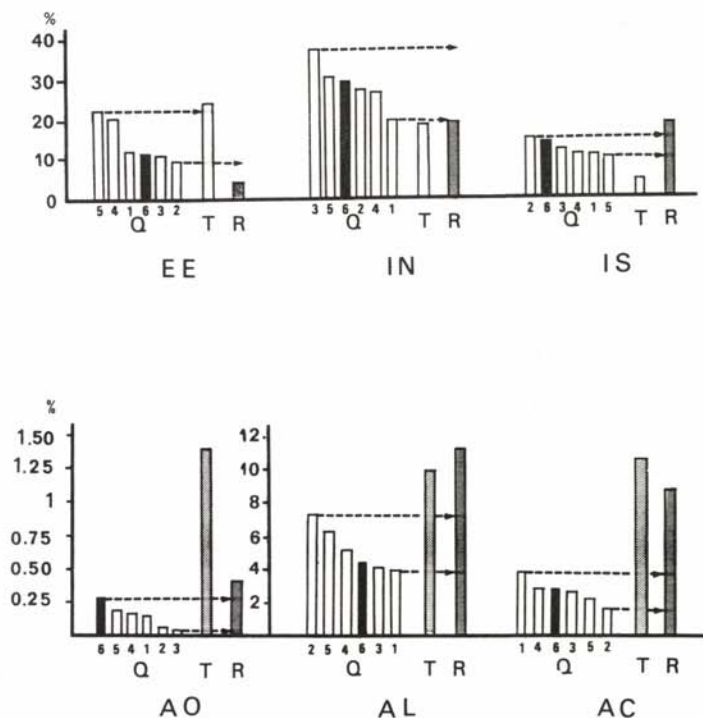 %
40
30
20
10
0
5 4 1 6 3 2
Q T R
EE
3 5 6 2 4 1
Q T R
IN
2 6 3 4 1 5
Q T R
IS
%
1.50
1.25
1
0.75
0.50
0.25
6 5 4 1 2 3
Q T R
AO
12
10
8
6
4
2
2 5 4 6 3 1
Q T R
AL
1 4 6 3 5 2
Q T R
AC